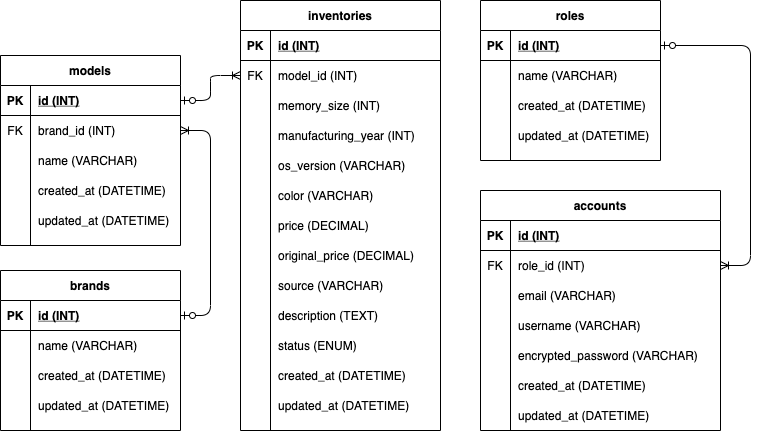 models
PK id (INT)
FK brand_id (INT)
name (VARCHAR)
created_at (DATETIME)
updated_at (DATETIME)
brands
PK id (INT)
name (VARCHAR)
created_at (DATETIME)
updated_at (DATETIME)
inventories
PK id (INT)
FK model_id (INT)
memory_size (INT)
manufacturing_year (INT)
os_version (VARCHAR)
color (VARCHAR)
price (DECIMAL)
original_price (DECIMAL)
source (VARCHAR)
description (TEXT)
status (ENUM)
created_at (DATETIME)
updated_at (DATETIME)
roles
PK id (INT)
name (VARCHAR)
created_at (DATETIME)
updated_at (DATETIME)
accounts
PK id (INT)
FK role_id (INT)
email (VARCHAR)
username (VARCHAR)
encrypted_password (VARCHAR)
created_at (DATETIME)
updated_at (DATETIME)